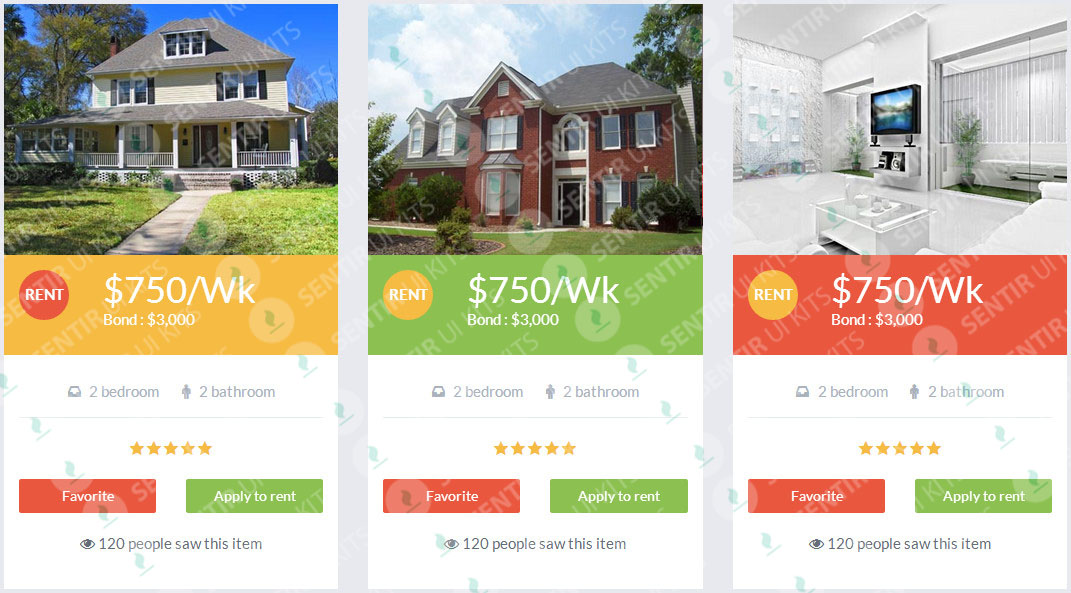 RENT
$750/Wk
Bond : $3,000
2 bedroom 2 bathroom
Favorite
Apply to rent
120 people saw this item
RENT
$750/Wk
Bond : $3,000
2 bedroom 2 bathroom
Favorite
Apply to rent
120 people saw this item
RENT
$750/Wk
Bond : $3,000
2 bedroom 2 bathroom
Favorite
Apply to rent
120 people saw this item
SENTIR UI KITS